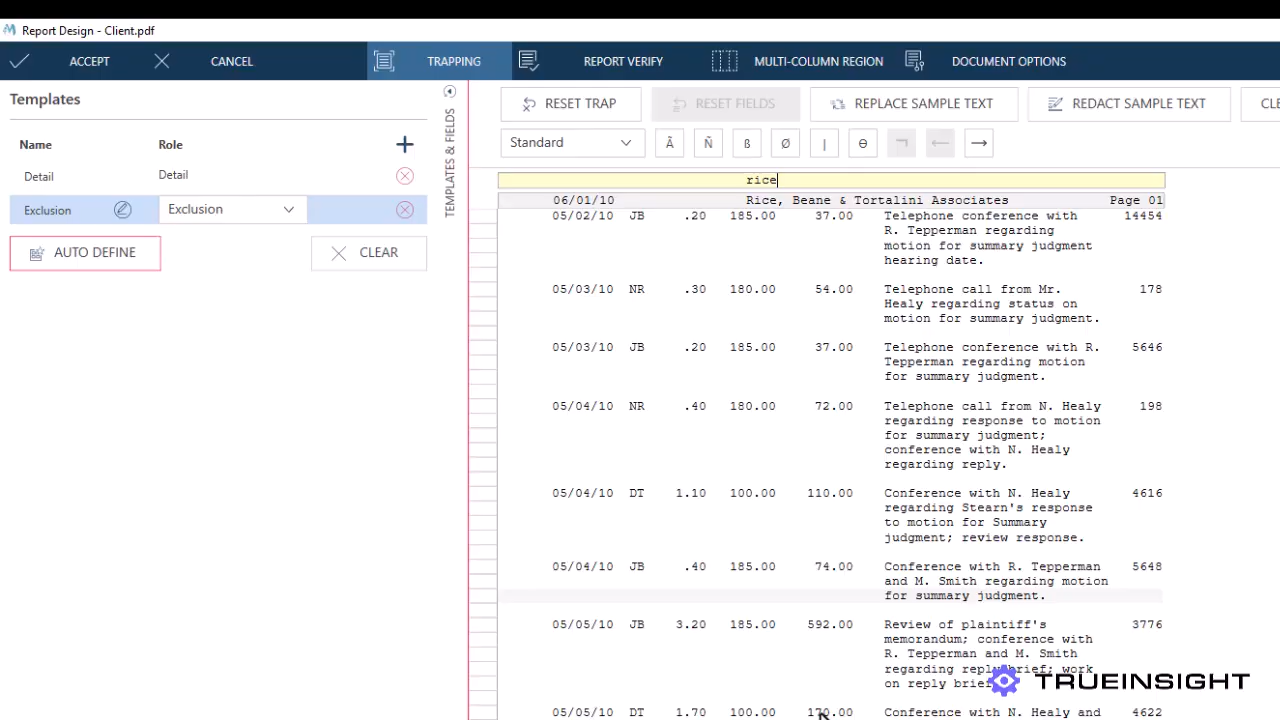 Report Design - Client.pdf
ACCEPT CANCEL TRAPPING REPORT VERIFY MULTI-COLUMN REGION DOCUMENT OPTIONS
Templates
Name Role
Detail Detail
Exclusion Exclusion
AUTO DEFINE CLEAR
TEMPLATES & FIELDS
RESET TRAP RESET FIELDS REPLACE SAMPLE TEXT REDACT SAMPLE TEXT CLE
Standard Ã Ñ ß Ø | ⊖ ¬ ← →
rice
06/01/10 Rice, Beane & Tortalini Associates Page 01
05/02/10 JB .20 185.00 37.00 Telephone conference with 14454
R. Tepperman regarding
motion for summary judgment
hearing date.
05/03/10 NR .30 180.00 54.00 Telephone call from Mr. 178
Healy regarding status on
motion for summary judgment.
05/03/10 JB .20 185.00 37.00 Telephone conference with R. 5646
Tepperman regarding motion
for summary judgment.
05/04/10 NR .40 180.00 72.00 Telephone call from N. Healy 198
regarding response to motion
for summary judgment;
conference with N. Healy
regarding reply.
05/04/10 DT 1.10 100.00 110.00 Conference with N. Healy 4616
regarding Stearn's response
to motion for Summary
judgment; review response.
05/04/10 JB .40 185.00 74.00 Conference with R. Tepperman 5648
and M. Smith regarding motion
for summary judgment.
05/05/10 JB 3.20 185.00 592.00 Review of plaintiff's 3776
memorandum; conference with
R. Tepperman and M. Smith
regarding reply brief; work
on reply brief
05/05/10 DT 1.70 100.00 170.00 Conference with N. Healy and 4622
TRUEINSIGHT